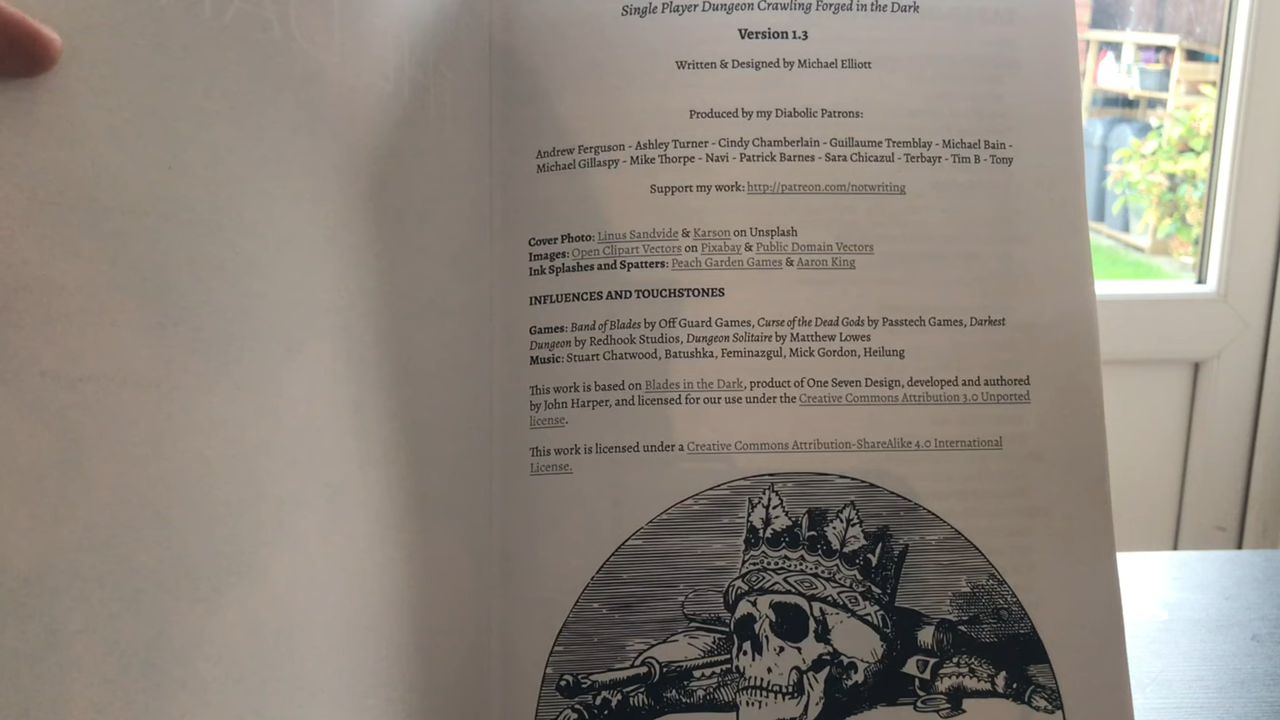 Single Player Dungeon Crawling Forged in the Dark
Version 1.3
Written & Designed by Michael Elliott
Produced by my Diabolic Patrons:
Andrew Ferguson - Ashley Turner - Cindy Chamberlain - Guillaume Tremblay - Michael Bain -
Michael Gillaspy - Mike Thorpe - Navi - Patrick Barnes - Sara Chicazul - Terbayr - Tim B - Tony
Support my work: http://patreon.com/notwriting
Cover Photo: Linus Sandvide & Karson on Unsplash
Images: Open Clipart Vectors on Pixabay & Public Domain Vectors
Ink Splashes and Spatters: Peach Garden Games & Aaron King
INFLUENCES AND TOUCHSTONES
Games: Band of Blades by Off Guard Games, Curse of the Dead Gods by Passtech Games, Darkest
Dungeon by Redhook Studios, Dungeon Solitaire by Matthew Lowes
Music: Stuart Chatwood, Batushka, Feminazgul, Mick Gordon, Heilung
This work is based on Blades in the Dark, product of One Seven Design, developed and authored
by John Harper, and licensed for our use under the Creative Commons Attribution 3.0 Unported
license.
This work is licensed under a Creative Commons Attribution-ShareAlike 4.0 International
License.